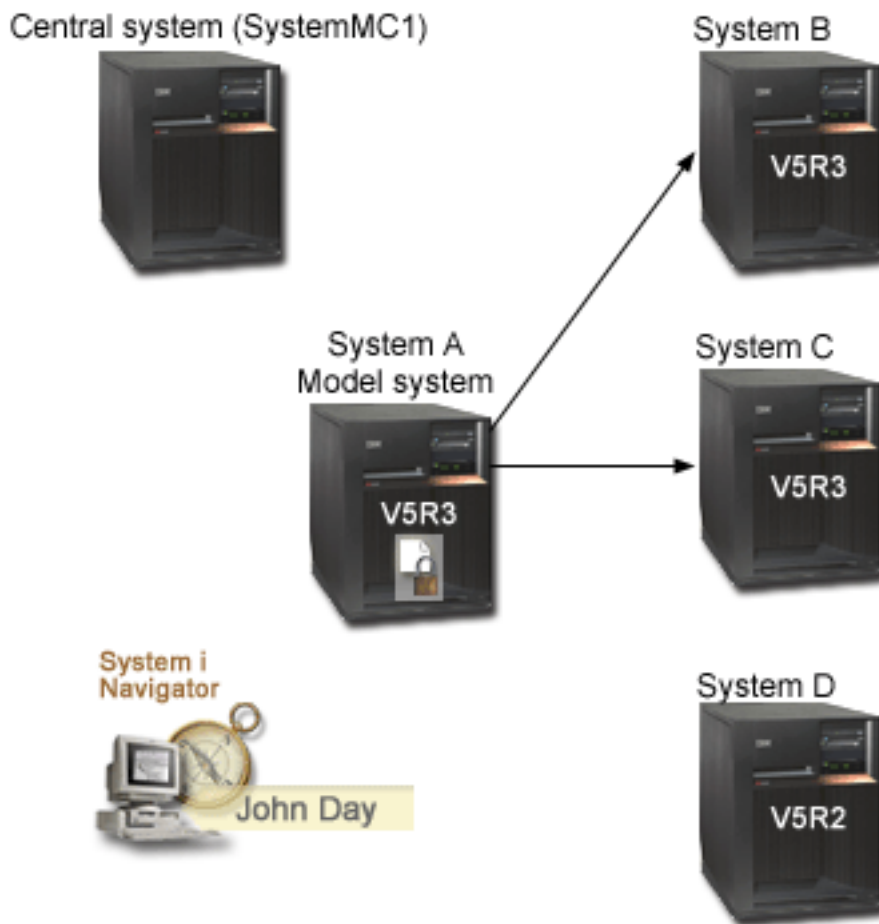 Central system (SystemMC1)
System B
V5R3
System A
Model system
V5R3
System C
V5R3
System i
Navigator
John Day
System D
V5R2